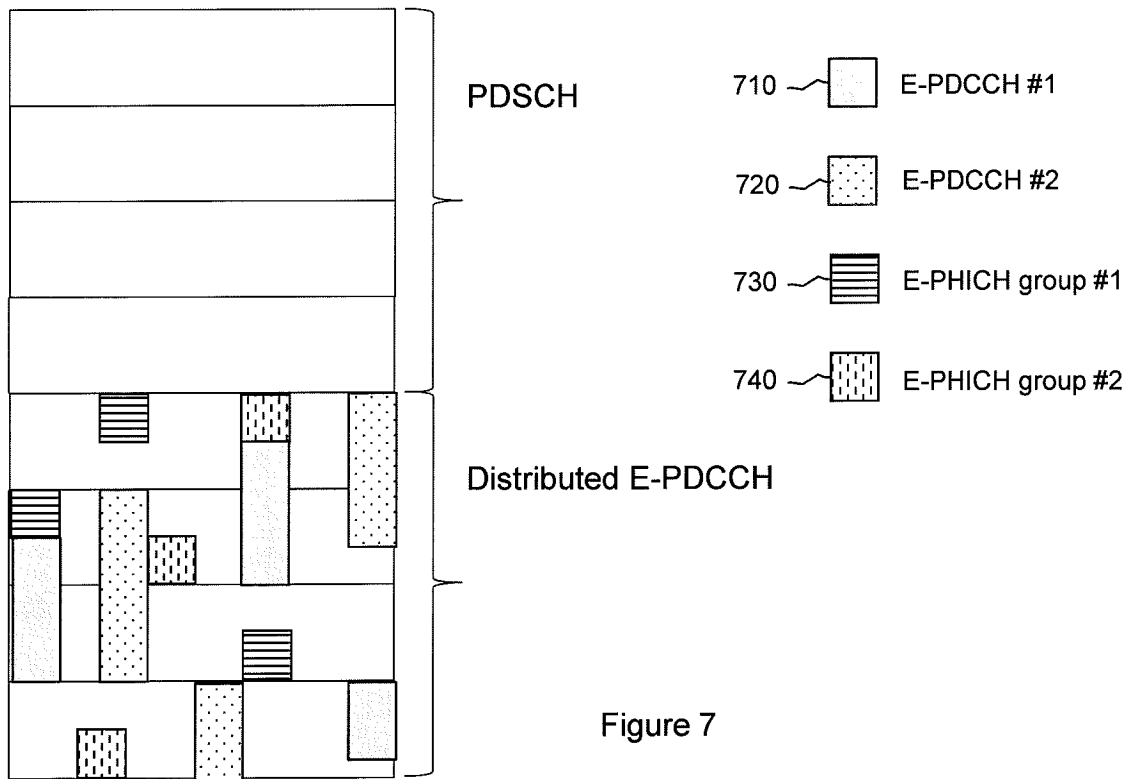 PDSCH
Distributed E-PDCCH
710 E-PDCCH #1
720 E-PDCCH #2
730 E-PHICH group #1
740 E-PHICH group #2
Figure 7